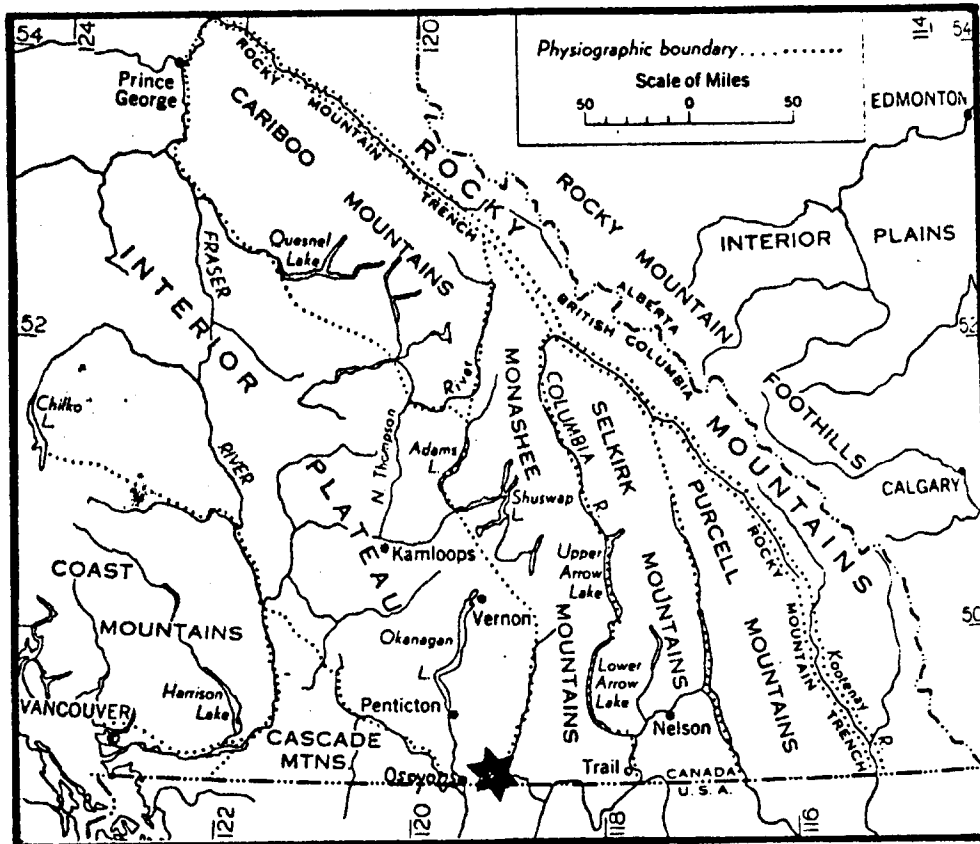 54
124
120
114
54
Physiographic boundary
Scale of Miles
50 0 50
Prince
George
EDMONTON
ROCKY
MOUNTAIN
TRENCH
CARIBOO
MOUNTAINS
ROCKY
MOUNTAINS
ROCKY MOUNTAIN
FOOTHILLS
INTERIOR PLAINS
ALBERTA
BRITISH COLUMBIA
FRASER
RIVER
Quesnel
Lake
INTERIOR
PLATEAU
52
52
Chilko
L.
N Thompson
River
Adams
L.
MONASHEE
MOUNTAINS
COLUMBIA
R.
SELKIRK
MOUNTAINS
PURCELL
MOUNTAINS
Shuswap
L
CALGARY
Kamloops
Upper
Arrow
Lake
ROCKY
MOUNTAIN
TRENCH
COAST
MOUNTAINS
Vernon
Okanagan
L.
50
Lower
Arrow
Lake
Kootenay
R.
Harrison
Lake
VANCOUVER
Penticton
Nelson
CASCADE
MTNS
Osoyoos
Trail
CANADA
U.S.A.
122
120
118
116